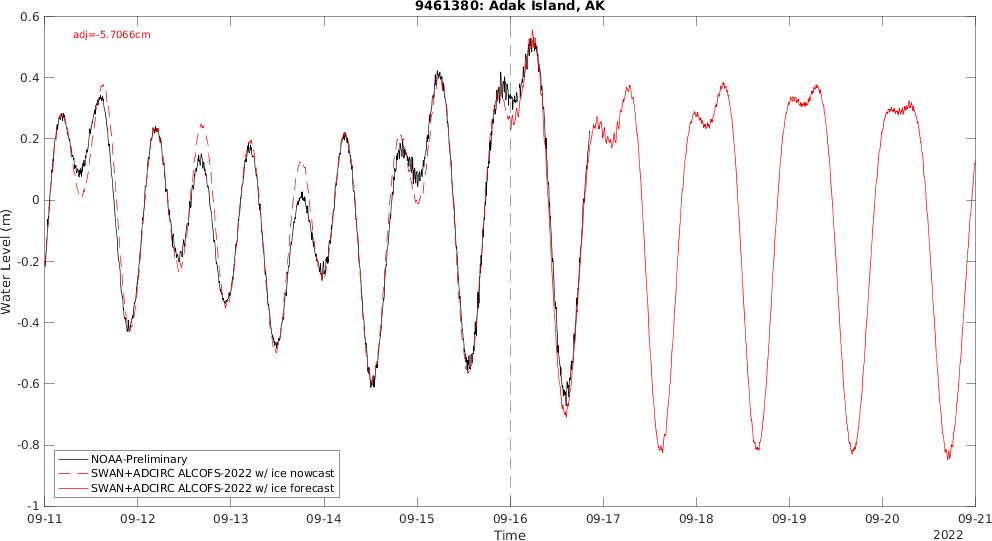 9461380: Adak Island, AK
adj=-5.7066cm
Water Level (m)
0.6
0.4
0.2
0
-0.2
-0.4
-0.6
-0.8
-1
NOAA-Preliminary
SWAN+ADCIRC ALCOFS-2022 w/ ice nowcast
SWAN+ADCIRC ALCOFS-2022 w/ ice forecast
09-11 09-12 09-13 09-14 09-15 09-16 09-17 09-18 09-19 09-20 09-21
Time
2022